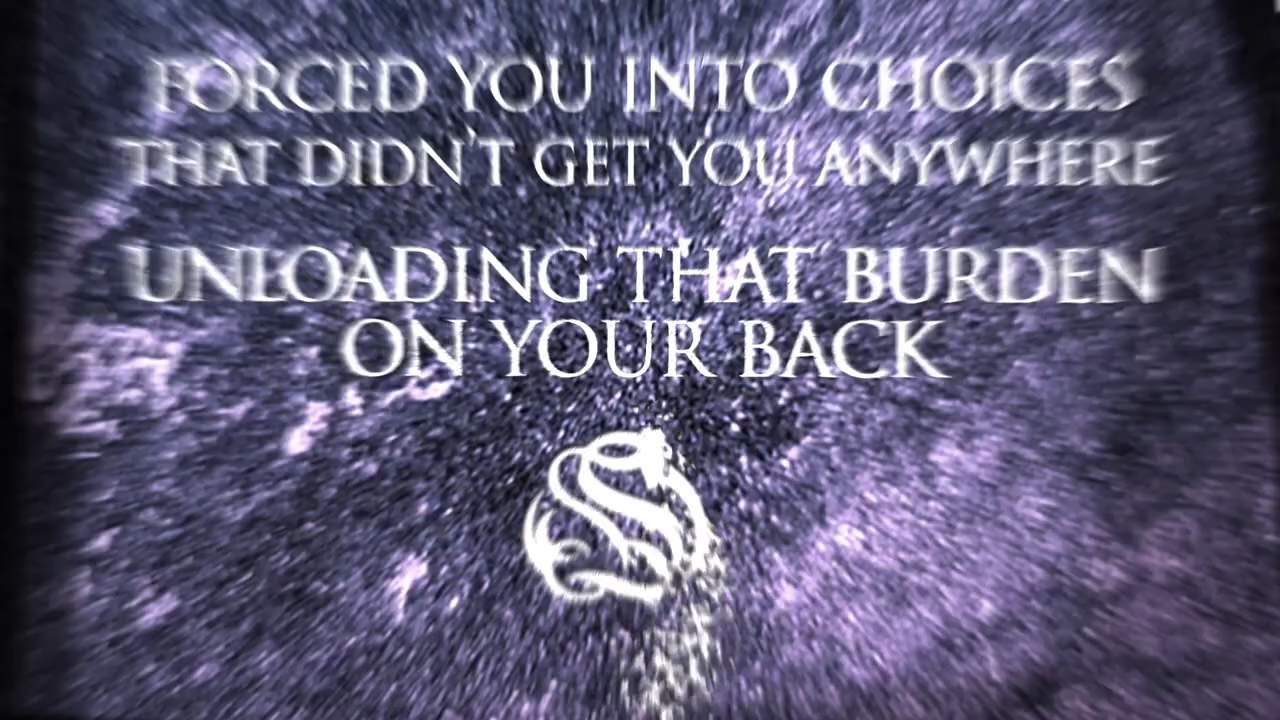 FORCED YOU INTO CHOICES
THAT DIDN'T GET YOU ANYWHERE
UNLOADING THAT BURDEN
ON YOUR BACK